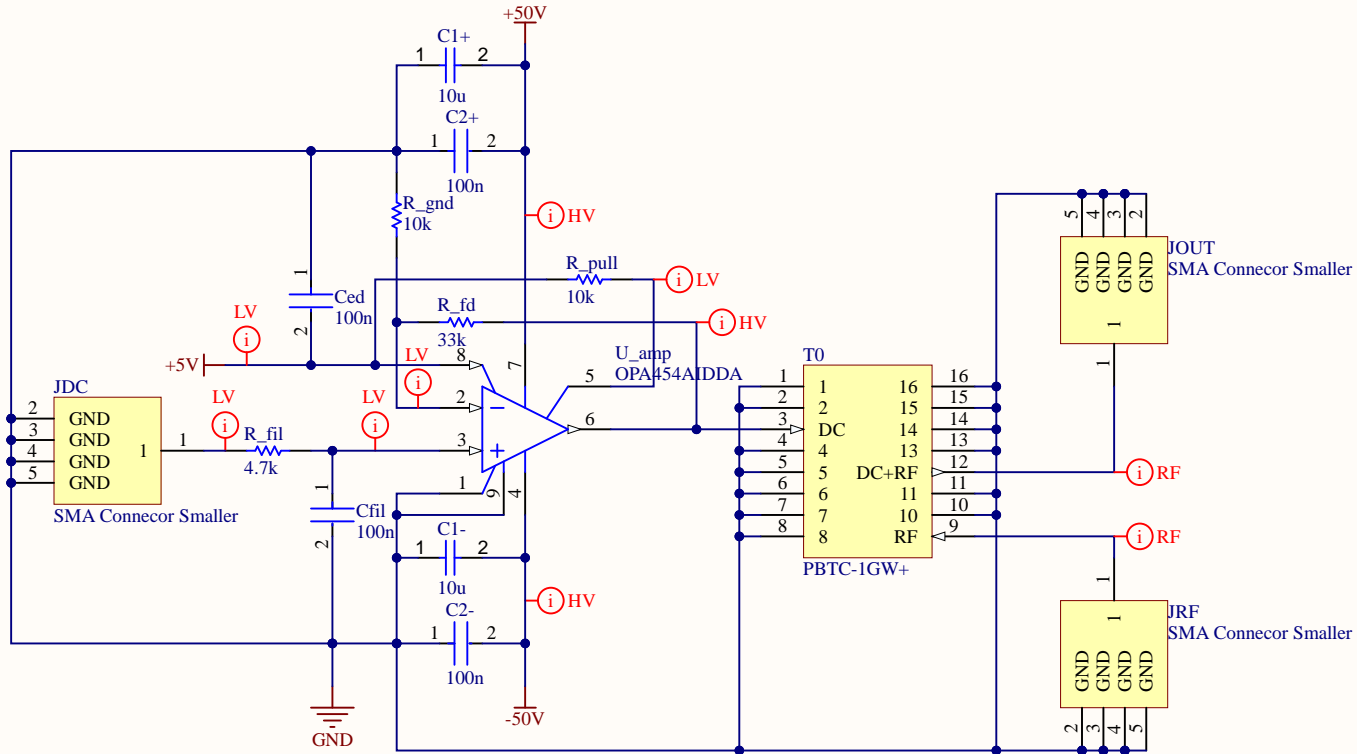 +50V
C1+
1 2
10u
C2+
1 2
100n
R_gnd
10k
i HV
R_pull
10k
i LV
1
Ced
100n
2
R_fd
33k
i HV
LV
i
+5V
8
7
U_amp
OPA454AIDDA
5
LV
i
2
6
JDC
2 GND
3 GND
4 GND
5 GND
1 1
SMA Connecor Smaller
LV
i
R_fil
4.7k
LV
i
3
1
9
4
1
Cfil
100n
2
C1-
1 2
10u
i HV
C2-
1 2
100n
-50V
GND
T0
1 1 16 16
2 2 15 15
3 DC 14 14
4 4 13 13
5 5 DC+RF 12
6 6 11 11
7 7 10 10
8 8 RF 9
PBTC-1GW+
5 4 3 2
GND GND GND GND
JOUT
SMA Connecor Smaller
1
1
i RF
i RF
1
1
JRF
SMA Connecor Smaller
GND GND GND GND
2 3 4 5